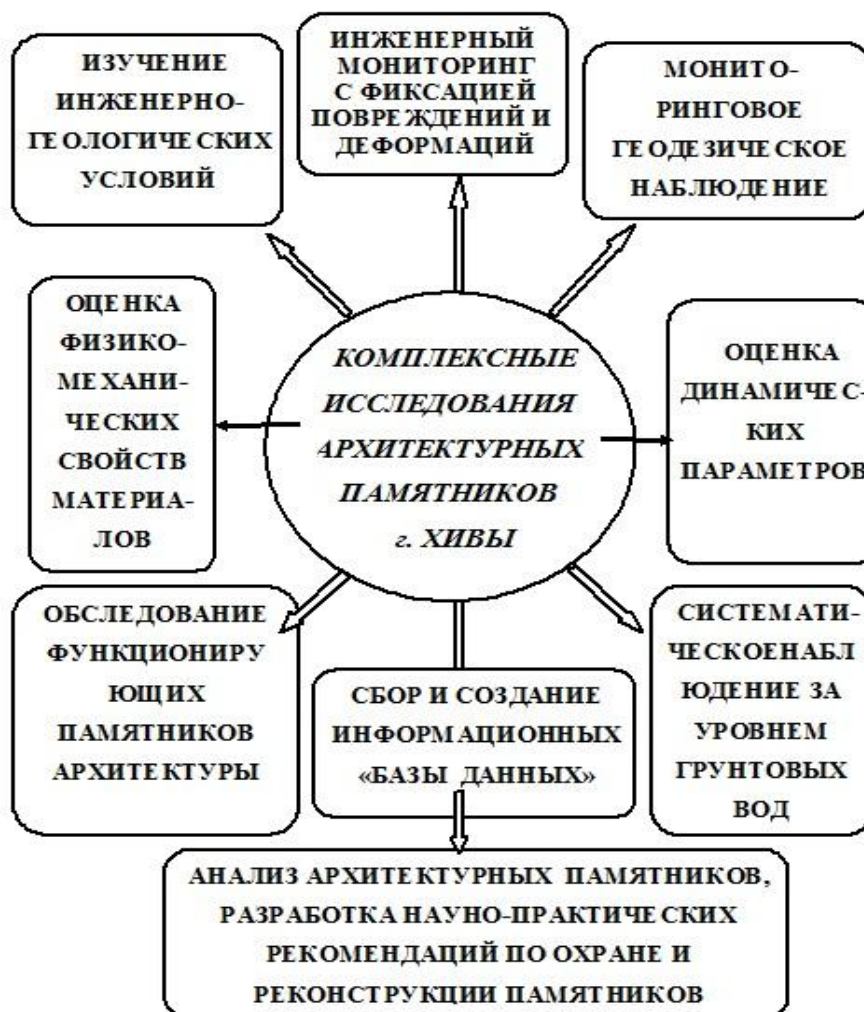 ИЗУЧЕНИЕ
ИНЖЕНЕРНО-
ГЕОЛОГИЧЕСКИХ
УСЛОВИЙ
ИНЖЕНЕРНЫЙ
МОНИТОРИНГ
С ФИКСАЦИЕЙ
ПОВРЕЖДЕНИЙ И
ДЕФОРМАЦИЙ
МОНИТО-
РИНГОВОЕ
ГЕОДЕЗИЧЕСКОЕ
НАБЛЮДЕНИЕ
ОЦЕНКА
ФИЗИКО-
МЕХАНИ-
ЧЕСКИХ
СВОЙСТВ
МАТЕРИА-
ЛОВ
КОМПЛЕКСНЫЕ
ИССЛЕДОВАНИЯ
АРХИТЕКТУРНЫХ
ПАМЯТНИКОВ
г. ХИВЫ
ОЦЕНКА
ДИНАМИЧЕС-
КИХ
ПАРАМЕТРОВ
ОБСЛЕДОВАНИЕ
ФУНКЦИОНИРУ
ЮЩИХ
ПАМЯТНИКОВ
АРХИТЕКТУРЫ
СБОР И СОЗДАНИЕ
ИНФОРМАЦИОННЫХ
«БАЗЫ ДАННЫХ»
СИСТЕМАТИ-
ЧЕСКОЕНАБЛ
ЮДЕНИЕ ЗА
УРОВНЕМ
ГРУНТОВЫХ
ВОД
АНАЛИЗ АРХИТЕКТУРНЫХ ПАМЯТНИКОВ,
РАЗРАБОТКА НАУНО-ПРАКТИЧЕСКИХ
РЕКОМЕНДАЦИЙ ПО ОХРАНЕ И
РЕКОНСТРУКЦИИ ПАМЯТНИКОВ